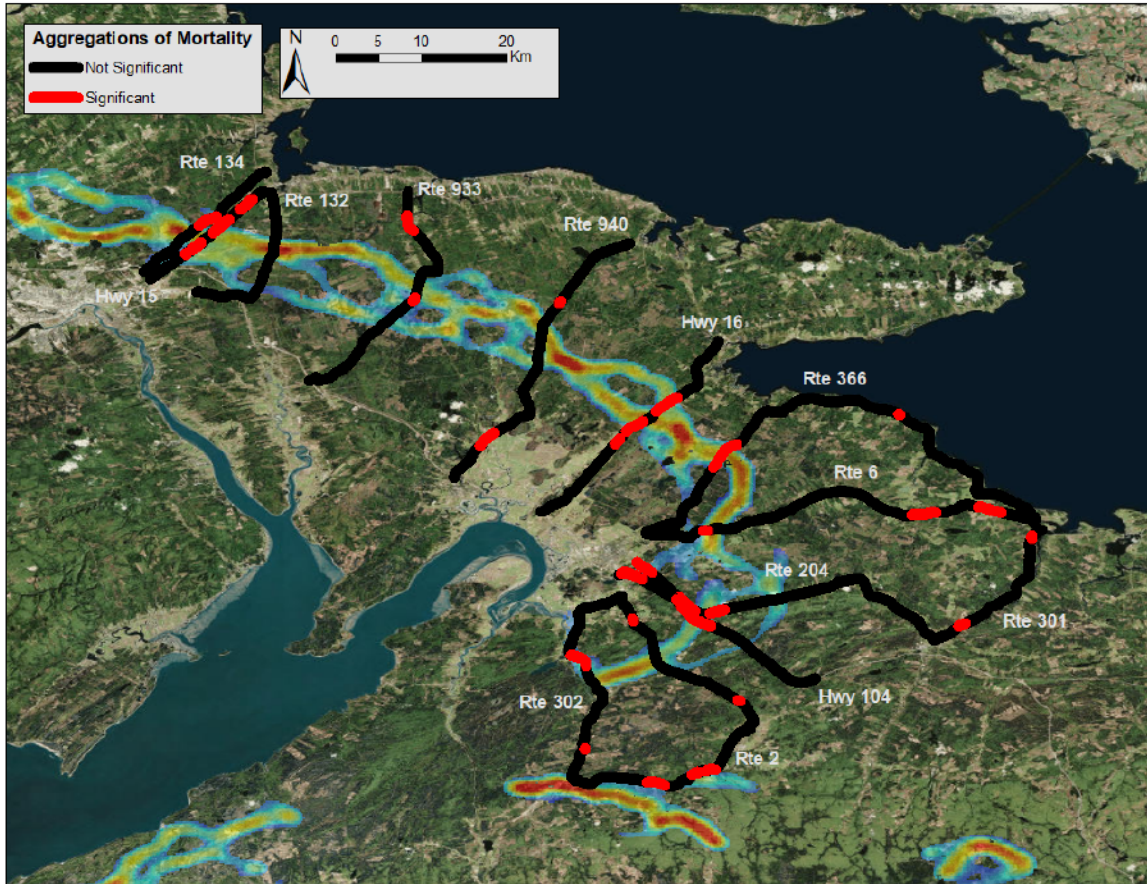 Aggregations of Mortality
Not Significant
Significant
N
0 5 10 20
Km
Rte 134
Rte 132
Rte 933
Rte 940
Hwy 15
Hwy 16
Rte 366
Rte 6
Rte 204
Rte 301
Hwy 104
Rte 302
Rte 2